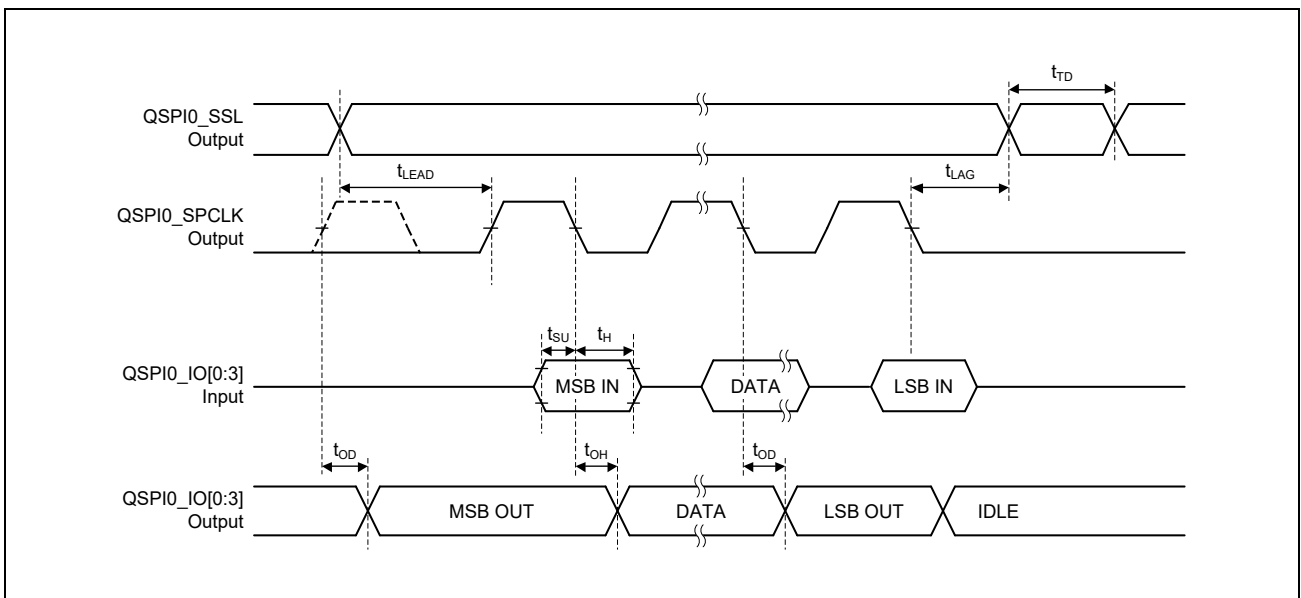 tTD
QSPI0_SSL
Output
tLEAD
tLAG
QSPI0_SPCLK
Output
tSU
tH
QSPI0_IO[0:3]
Input
MSB IN
DATA
LSB IN
tOD
tOH
tOD
QSPI0_IO[0:3]
Output
MSB OUT
DATA
LSB OUT
IDLE